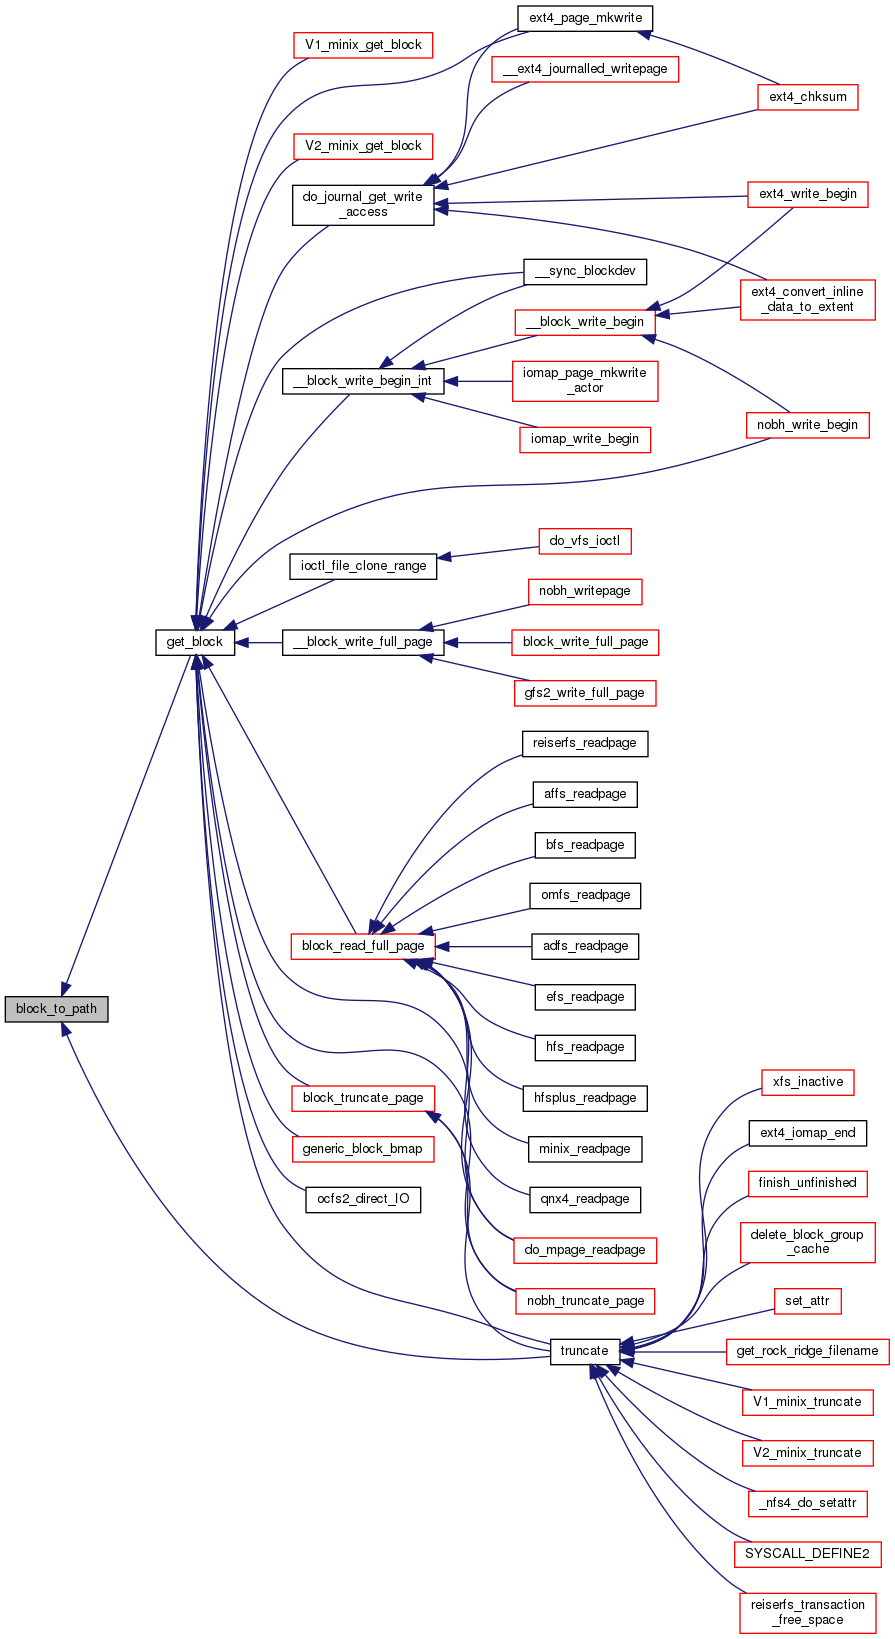 ext4_page_mkwrite
V1_minix_get_block
__ext4_journalled_writepage
ext4_chksum
V2_minix_get_block
do_journal_get_write
_access
ext4_write_begin
__sync_blockdev
ext4_convert_inline
_data_to_extent
__block_write_begin
__block_write_begin_int
iomap_page_mkwrite
_actor
nobh_write_begin
iomap_write_begin
do_vfs_ioctl
ioctl_file_clone_range
nobh_writepage
get_block
__block_write_full_page
block_write_full_page
gfs2_write_full_page
reiserfs_readpage
affs_readpage
bfs_readpage
omfs_readpage
block_read_full_page
adfs_readpage
efs_readpage
block_to_path
hfs_readpage
xfs_inactive
block_truncate_page
hfsplus_readpage
ext4_iomap_end
generic_block_bmap
minix_readpage
finish_unfinished
ocfs2_direct_IO
qnx4_readpage
delete_block_group
_cache
do_mpage_readpage
nobh_truncate_page
set_attr
truncate
get_rock_ridge_filename
V1_minix_truncate
V2_minix_truncate
_nfs4_do_setattr
SYSCALL_DEFINE2
reiserfs_transaction
_free_space